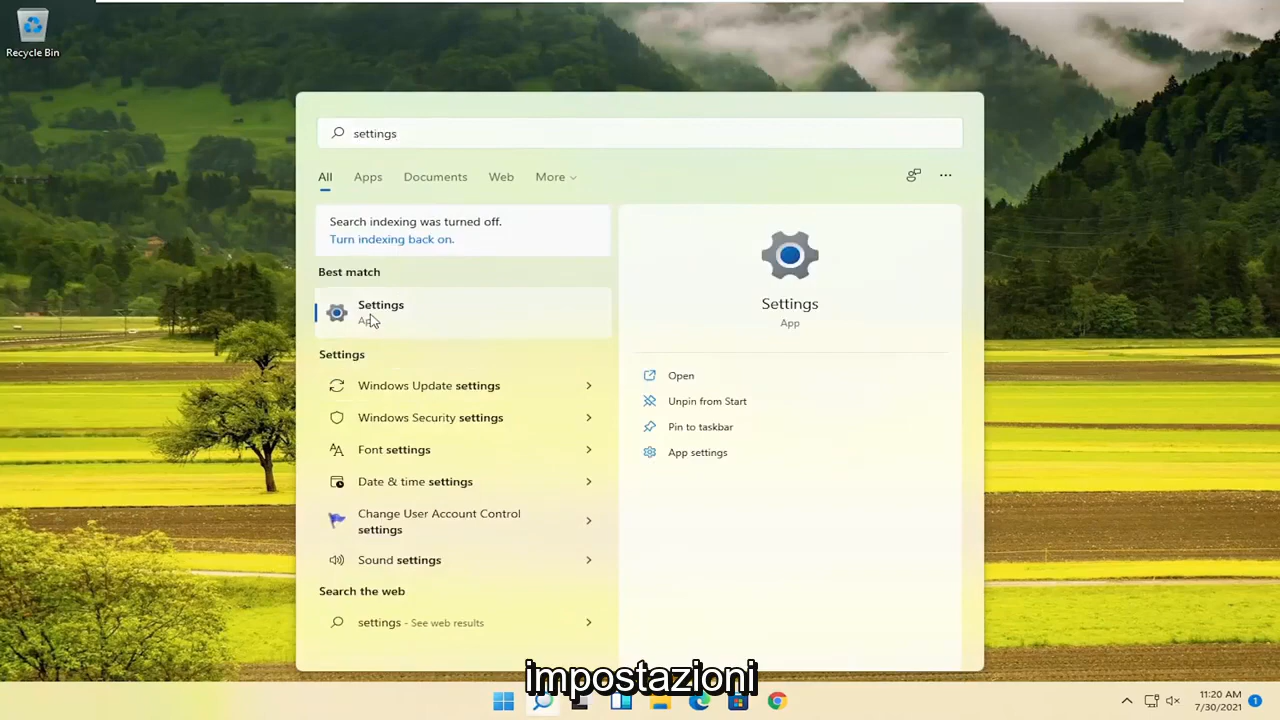 Recycle Bin
settings
All Apps Documents Web More
Search indexing was turned off.
Turn indexing back on.
Best match
Settings
App
Settings
Windows Update settings
Windows Security settings
Font settings
Date & time settings
Change User Account Control
settings
Sound settings
Search the web
settings - See web results
Settings
App
Open
Unpin from Start
Pin to taskbar
App settings
impostazioni
11:20 AM
7/30/2021
1